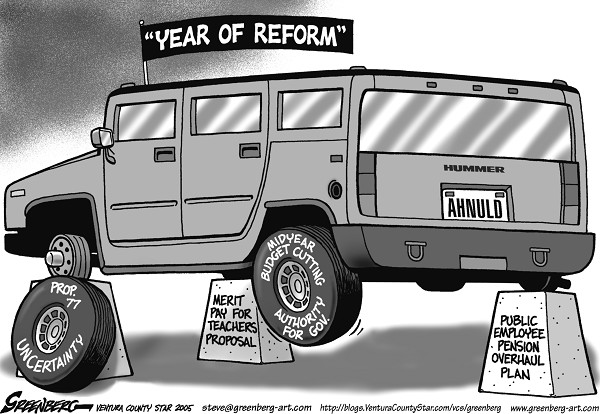 "YEAR OF REFORM"
HUMMER
AHNULD
MIDYEAR
BUDGET CUTTING
AUTHORITY
FOR GOV.
PROP.
77
UNCERTAINTY
MERIT
PAY FOR
TEACHERS
PROPOSAL
PUBLIC
EMPLOYEE
PENSION
OVERHAUL
PLAN
GREENBERG- VENTURA COUNTY STAR 2005 steve@greenberg-art.com http://blogs.VenturaCountyStar.com/vcs/greenberg www.greenberg-art.com